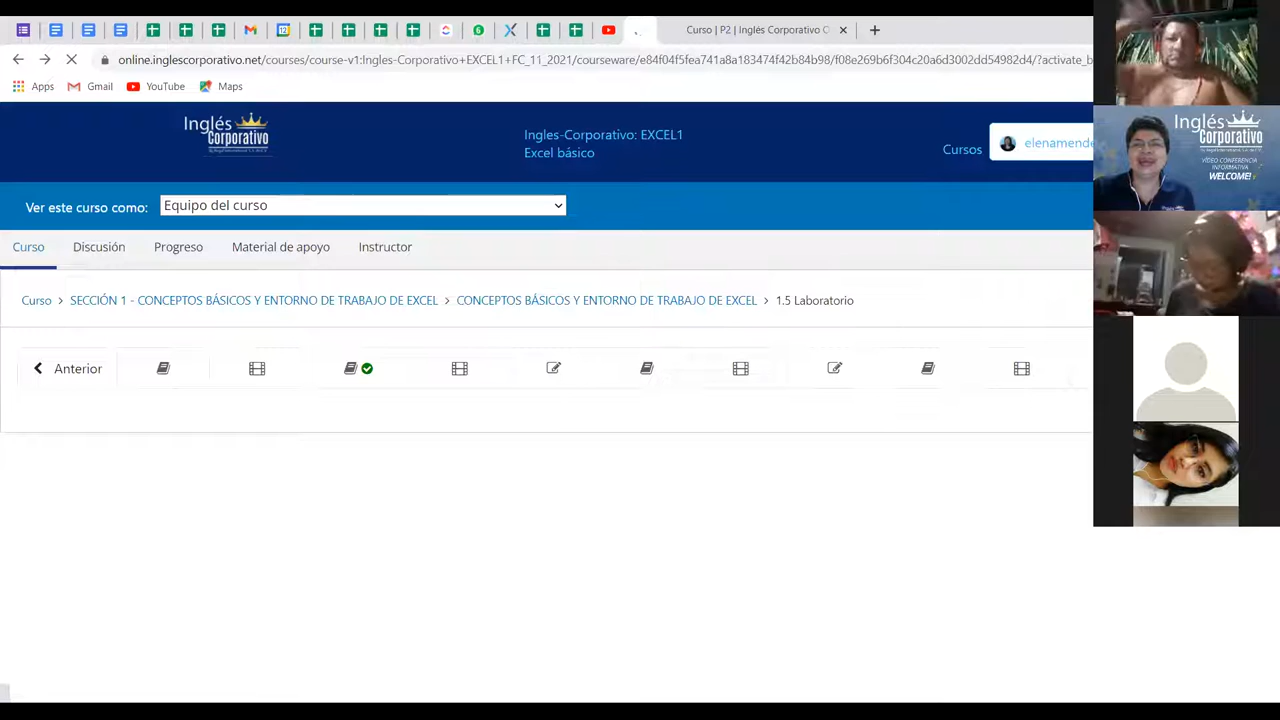 Curso | P2 | Inglés Corporativo O
online.inglescorporativo.net/courses/course-v1:Ingles-Corporativo+EXCEL1+FC_11_2021/courseware/e84f04f5fea741a8a183474f42b84b98/f08e269b6f304c20a6d3002dd54982d4/?activate_b
Apps Gmail YouTube Maps
Inglés
Corporativo
Ingles-Corporativo: EXCEL1
Excel básico
Cursos
elenamende
Ver este curso como:
Equipo del curso
Curso Discusión Progreso Material de apoyo Instructor
Curso > SECCIÓN 1 - CONCEPTOS BÁSICOS Y ENTORNO DE TRABAJO DE EXCEL > CONCEPTOS BÁSICOS Y ENTORNO DE TRABAJO DE EXCEL > 1.5 Laboratorio
Anterior
Inglés
Corporativo
VÍDEO CONFERENCIA
INFORMATIVA
WELCOME!